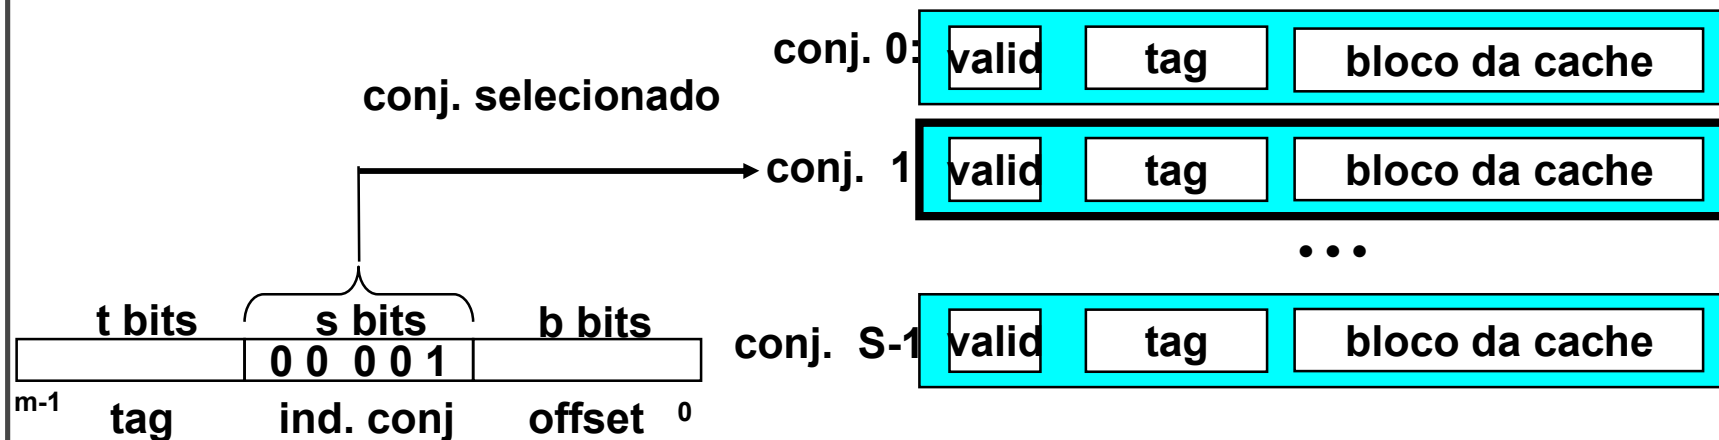 conj. 0: valid tag bloco da cache
conj. selecionado
conj. 1 valid tag bloco da cache
• • •
t bits s bits b bits
conj. S-1 valid tag bloco da cache
0 0 0 0 1
m-1 0
tag ind. conj offset